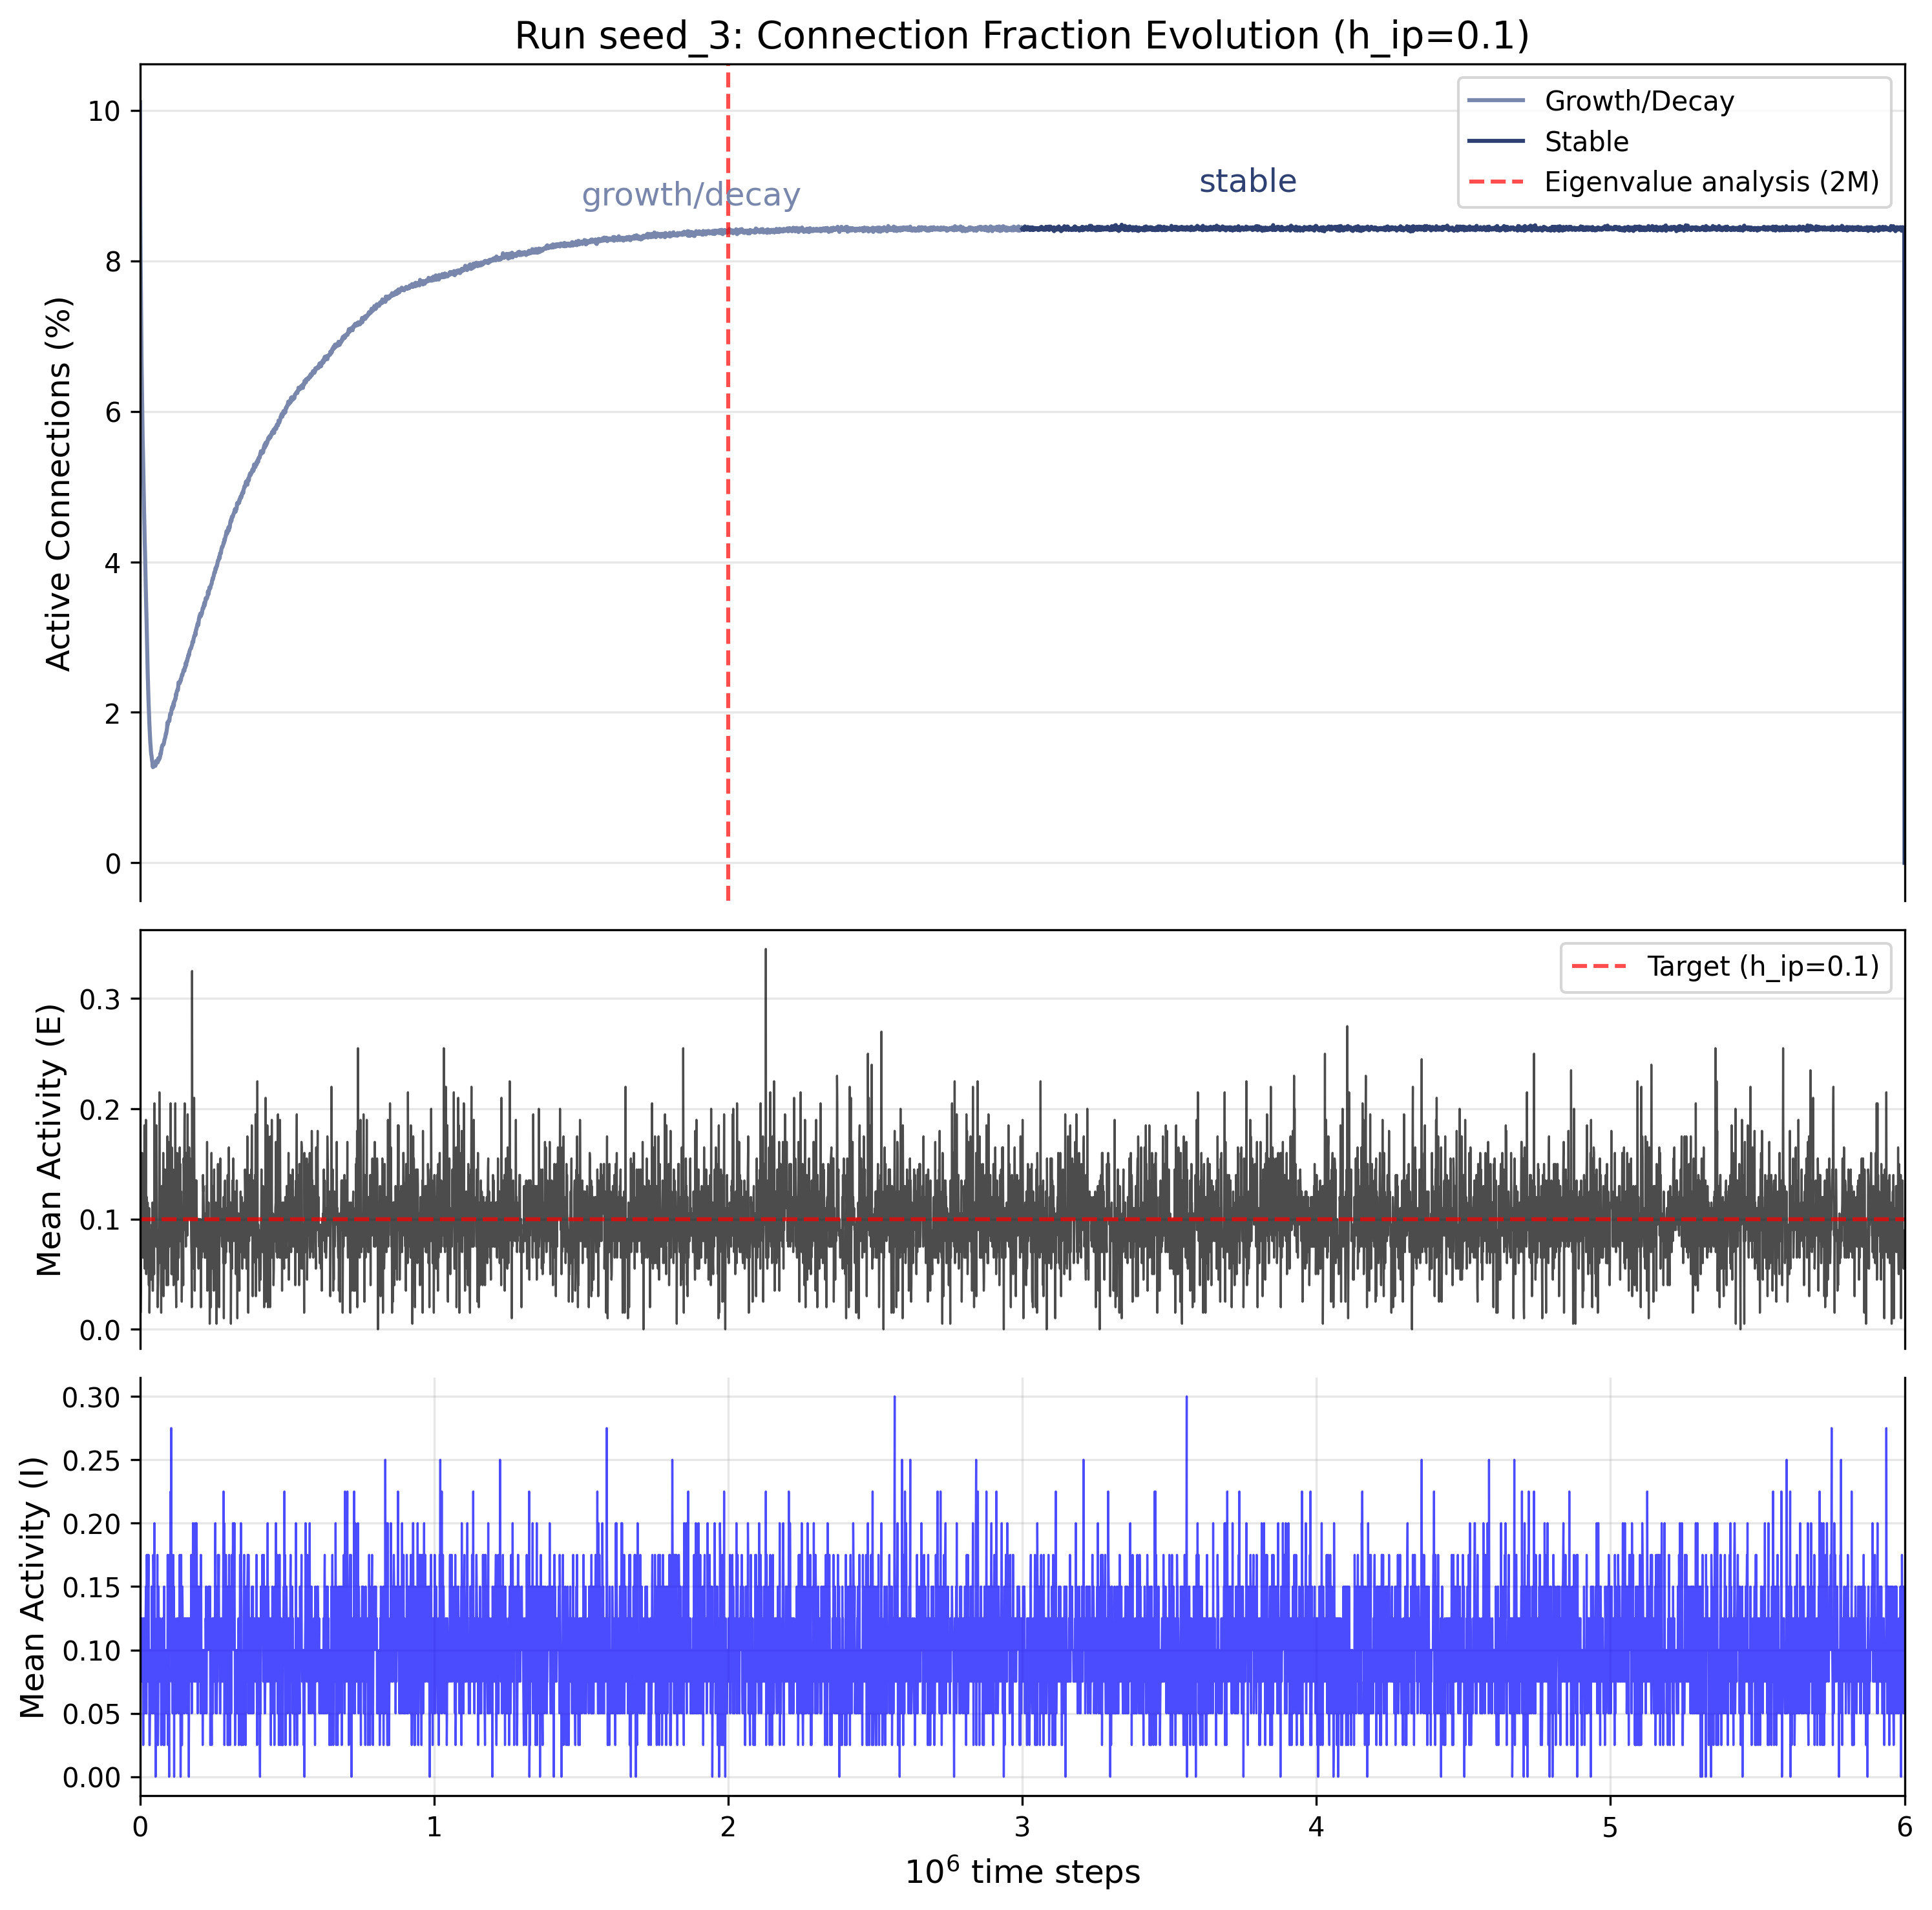 Run seed_3: Connection Fraction Evolution (h_ip=0.1)
Growth/Decay
Stable
Eigenvalue analysis (2M)
growth/decay
stable
10
8
6
4
2
0
Active Connections (%)
Target (h_ip=0.1)
0.3
0.2
0.1
0.0
Mean Activity (E)
0.30
0.25
0.20
0.15
0.10
0.05
0.00
Mean Activity (I)
0 1 2 3 4 5 6
10⁶ time steps